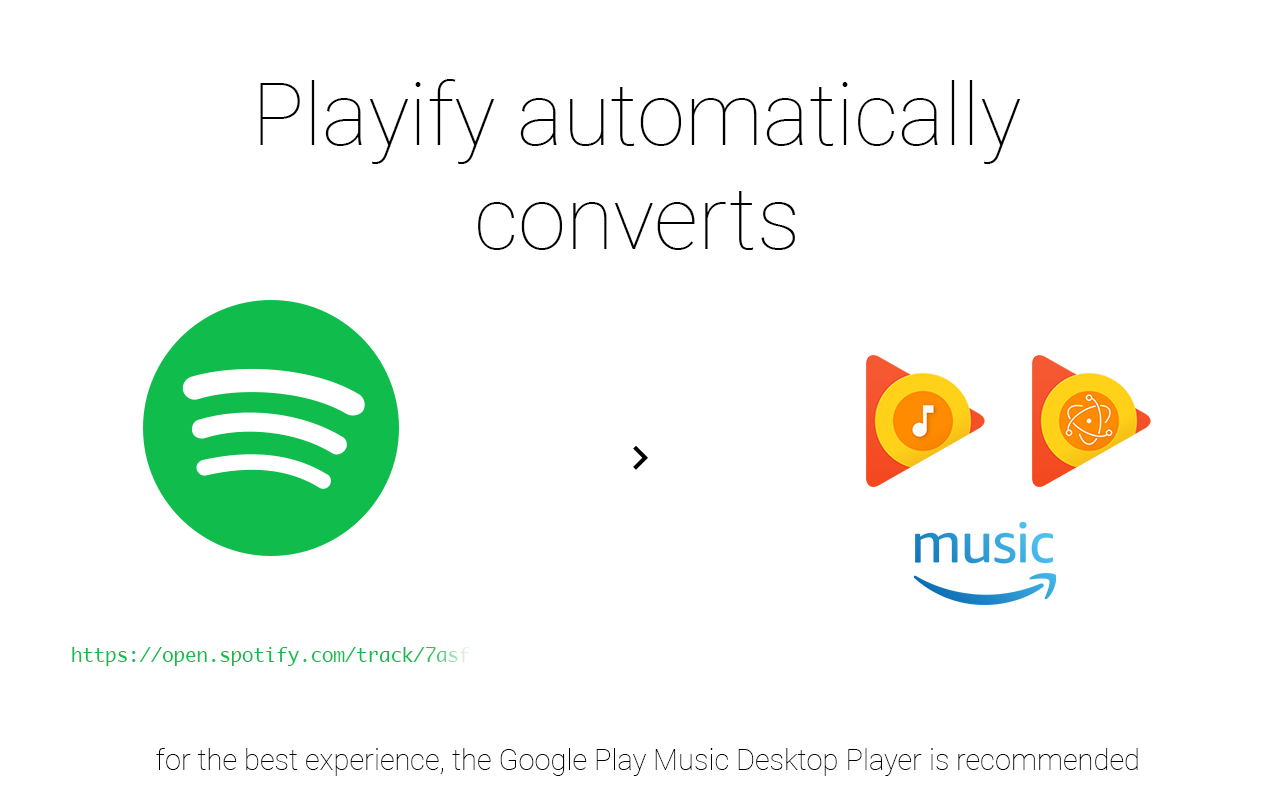 Playify automatically
converts
music
https://open.spotify.com/track/7asf
for the best experience, the Google Play Music Desktop Player is recommended